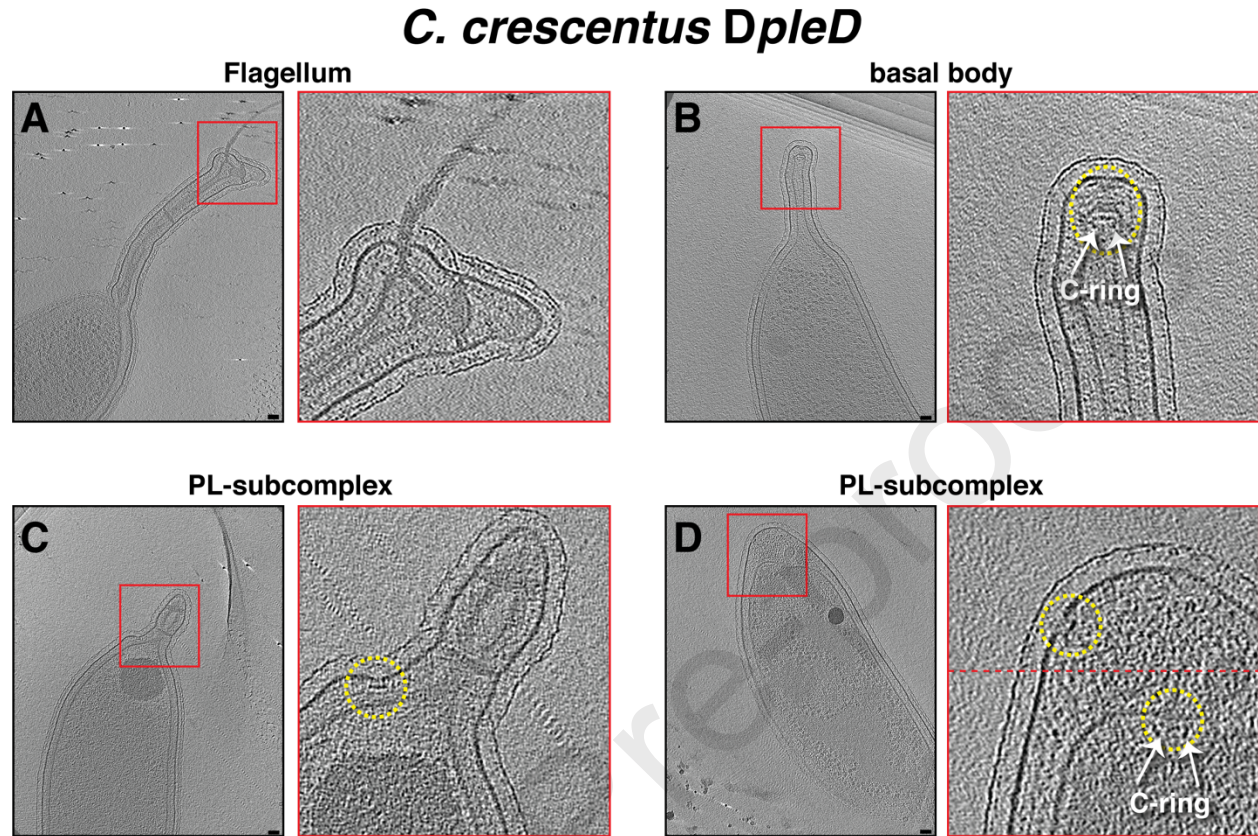 C. crescentus DpleD
Flagellum
basal body
A
B
C-ring
PL-subcomplex
PL-subcomplex
C
D
C-ring